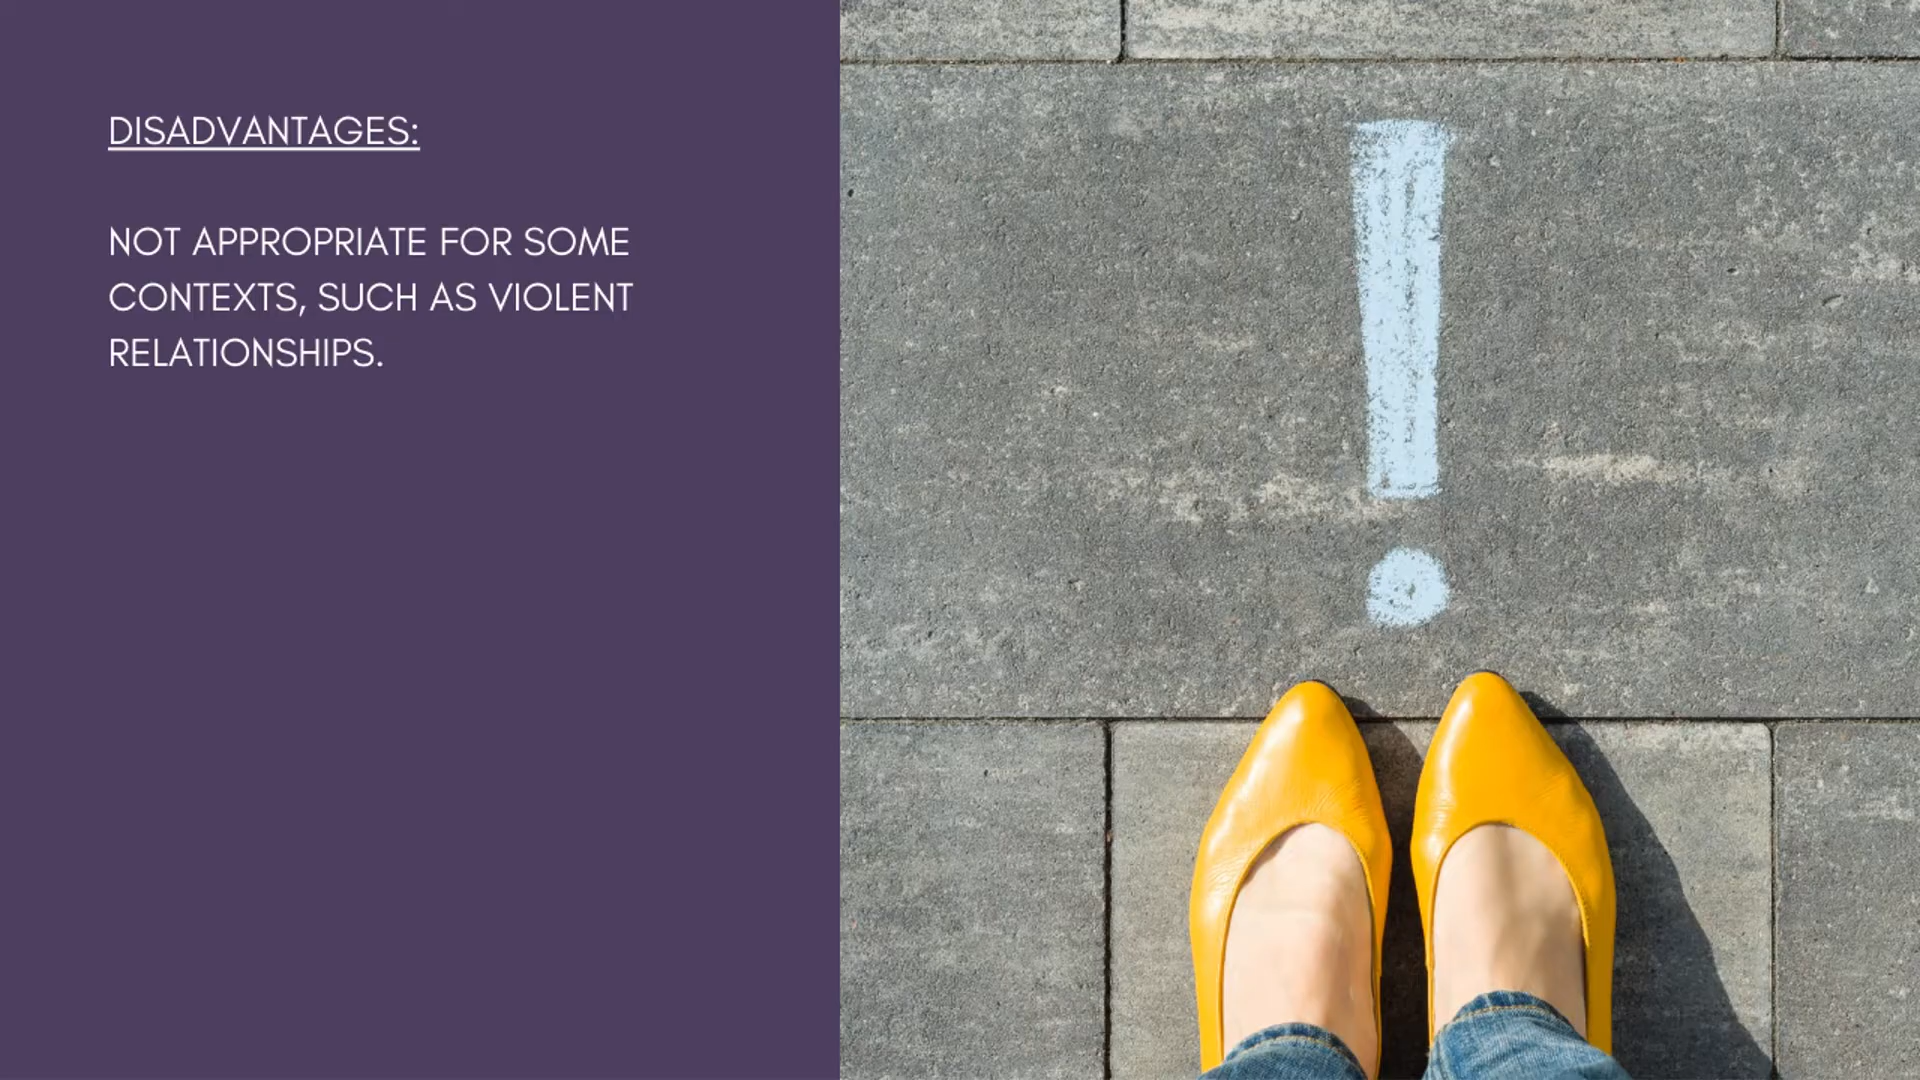 DISADVANTAGES:
NOT APPROPRIATE FOR SOME
CONTEXTS, SUCH AS VIOLENT
RELATIONSHIPS.
!